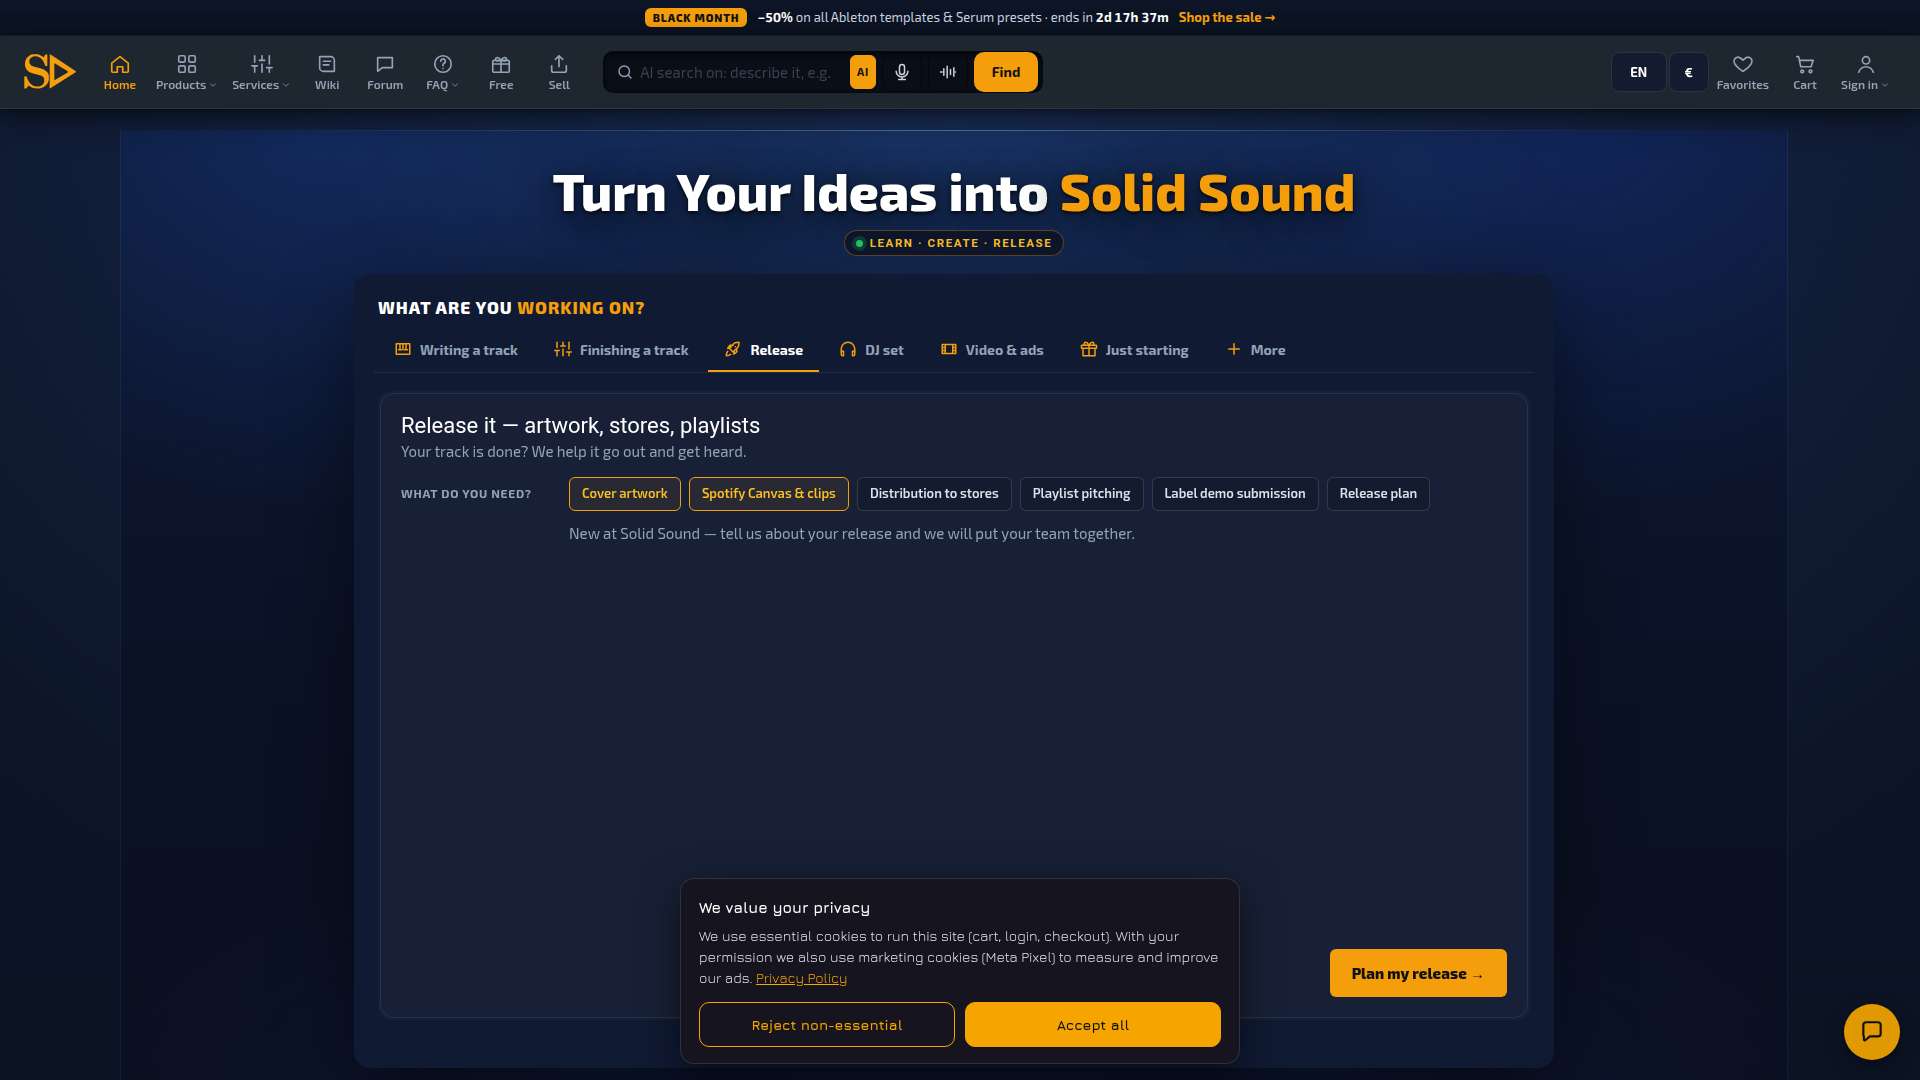 BLACK MONTH −50% on all Ableton templates & Serum presets · ends in 2d 17h 37m Shop the sale →
SD
Home
Products
Services
Wiki
Forum
FAQ
Free
Sell
AI search on: describe it, e.g.
AI
Find
EN
€
Favorites
Cart
Sign in
Turn Your Ideas into Solid Sound
LEARN · CREATE · RELEASE
WHAT ARE YOU WORKING ON?
Writing a track
Finishing a track
Release
DJ set
Video & ads
Just starting
More
Release it — artwork, stores, playlists
Your track is done? We help it go out and get heard.
WHAT DO YOU NEED?
Cover artwork
Spotify Canvas & clips
Distribution to stores
Playlist pitching
Label demo submission
Release plan
New at Solid Sound — tell us about your release and we will put your team together.
Plan my release →
We value your privacy
We use essential cookies to run this site (cart, login, checkout). With your
permission we also use marketing cookies (Meta Pixel) to measure and improve
our ads. Privacy Policy
Reject non-essential
Accept all